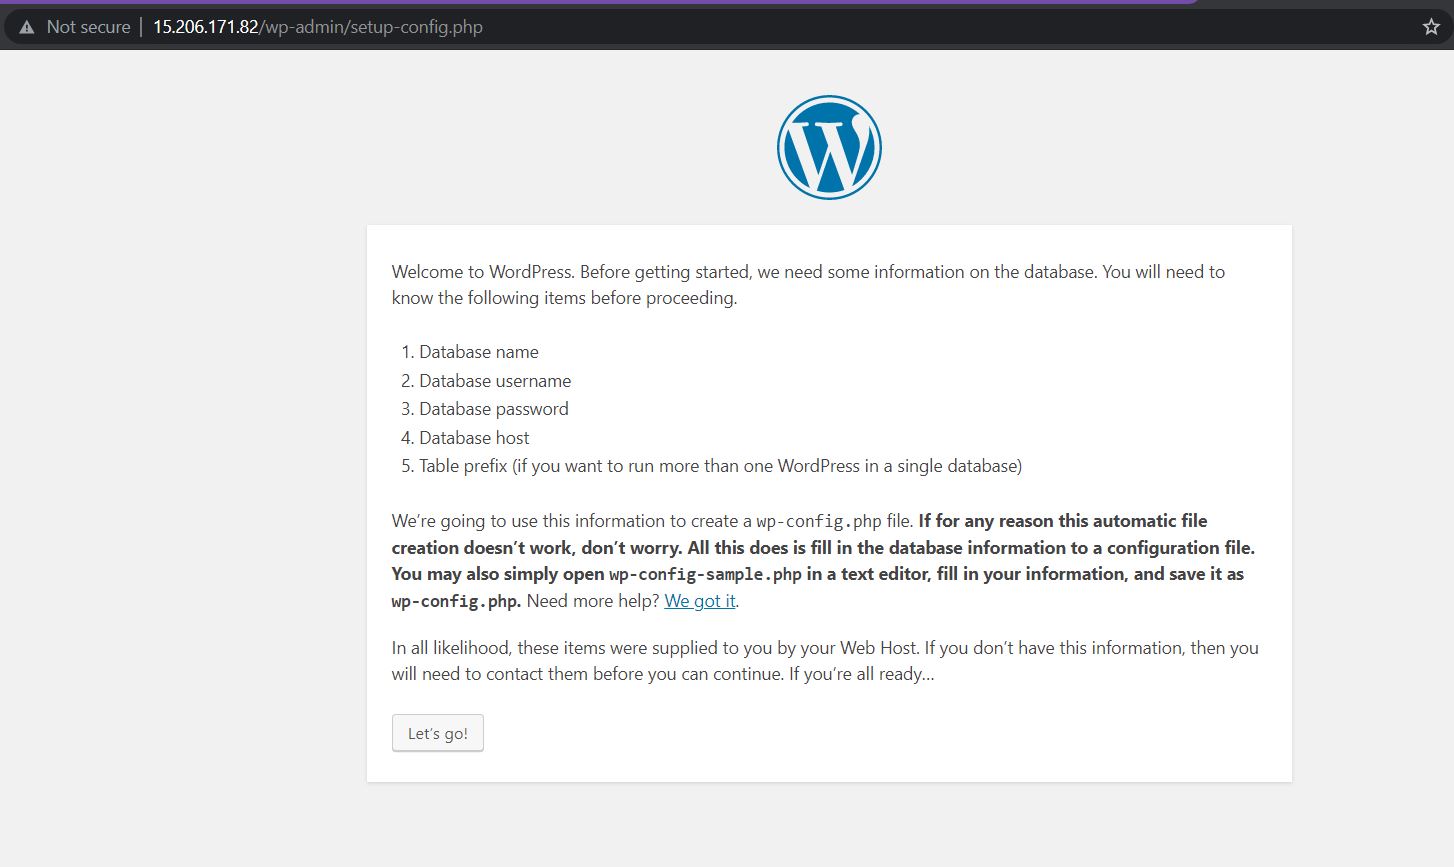 Not secure | 15.206.171.82/wp-admin/setup-config.php
W
Welcome to WordPress. Before getting started, we need some information on the database. You will need to
know the following items before proceeding.
1. Database name
2. Database username
3. Database password
4. Database host
5. Table prefix (if you want to run more than one WordPress in a single database)
We’re going to use this information to create a wp-config.php file. If for any reason this automatic file
creation doesn’t work, don’t worry. All this does is fill in the database information to a configuration file.
You may also simply open wp-config-sample.php in a text editor, fill in your information, and save it as
wp-config.php. Need more help? We got it.
In all likelihood, these items were supplied to you by your Web Host. If you don’t have this information, then you
will need to contact them before you can continue. If you’re all ready…
Let’s go!